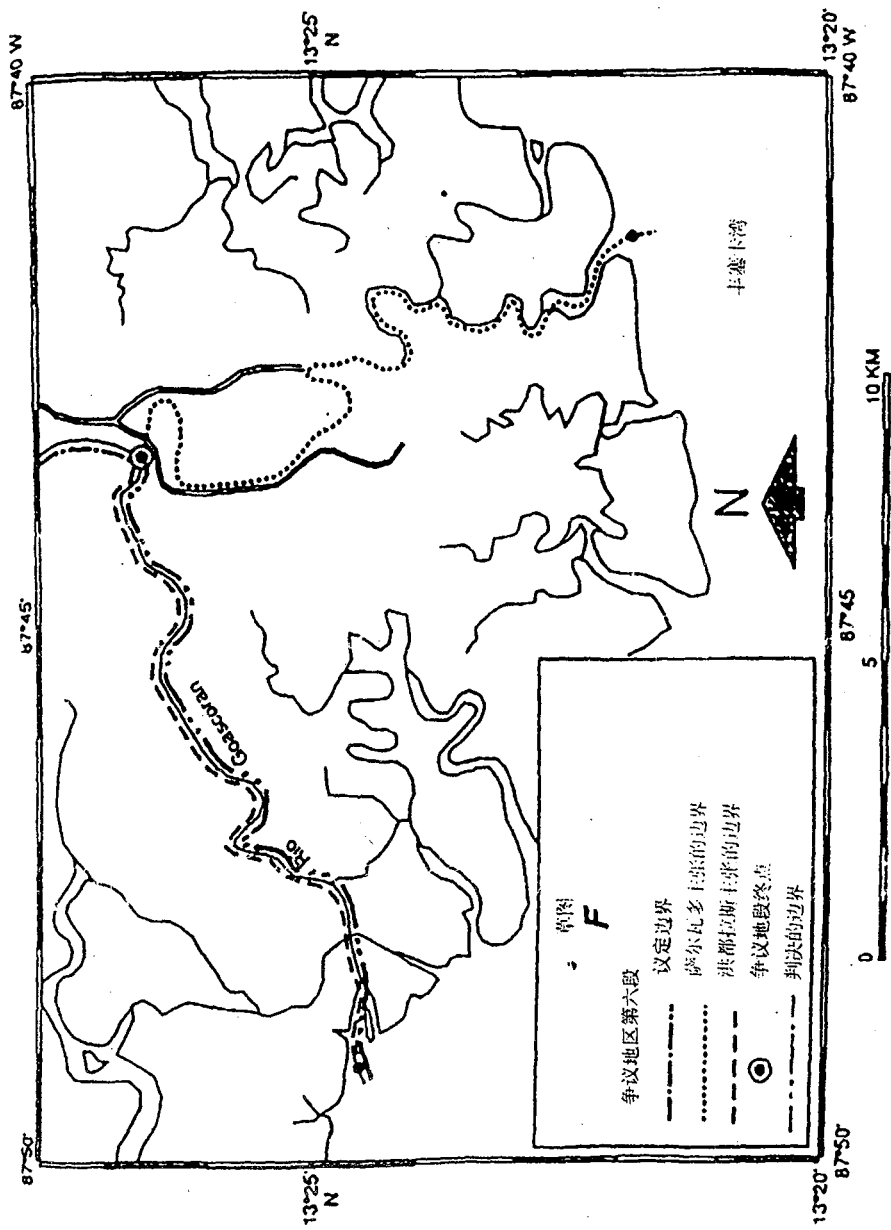 87°50'
87°45'
87°40' W
13°25'
N
13°25'
N
Rio Goascoran
丰塞卡湾
草图
F
争议地区第六段
议定边界
萨尔瓦多主张的边界
洪都拉斯主张的边界
争议地段终点
判决的边界
N
13°20'
13°20'
87°50'
87°45
87°40' W
0
5
10 KM